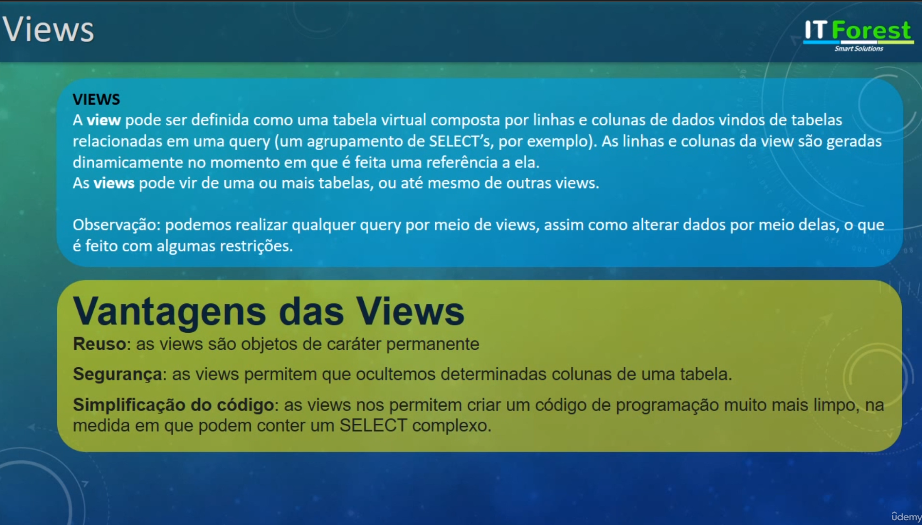 Views
IT Forest
Smart Solutions
VIEWS
A view pode ser definida como uma tabela virtual composta por linhas e colunas de dados vindos de tabelas
relacionadas em uma query (um agrupamento de SELECT’s, por exemplo). As linhas e colunas da view são geradas
dinamicamente no momento em que é feita uma referência a ela.
As views pode vir de uma ou mais tabelas, ou até mesmo de outras views.
Observação: podemos realizar qualquer query por meio de views, assim como alterar dados por meio delas, o que
é feito com algumas restrições.
Vantagens das Views
Reuso: as views são objetos de caráter permanente
Segurança: as views permitem que ocultemos determinadas colunas de uma tabela.
Simplificação do código: as views nos permitem criar um código de programação muito mais limpo, na
medida em que podem conter um SELECT complexo.
ûdemy